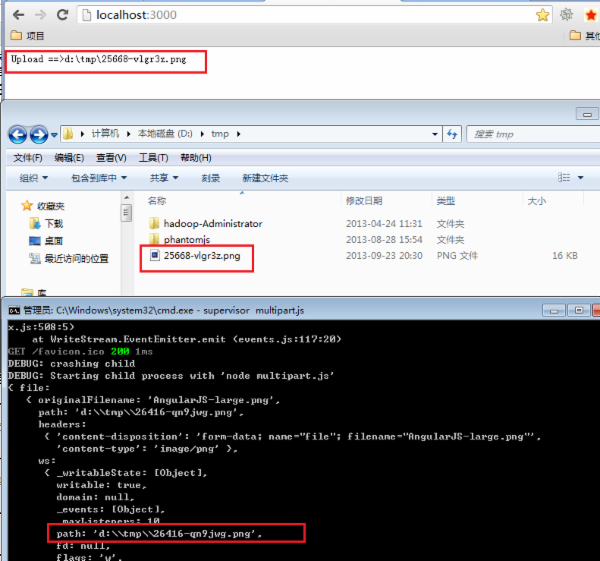 localhost:3000
项目
其他
Upload ==>d:\tmp\25668-vlgr3z.png
计算机 本地磁盘 (D:) tmp
搜索 tmp
文件(F) 编辑(E) 查看(V) 工具(T) 帮助(H)
组织 包含到库中 共享 刻录 新建文件夹
收藏夹
下载
桌面
最近访问的位置
库
名称 修改日期 类型 大小
hadoop-Administrator 2013-04-24 11:31 文件夹
phantomjs 2013-08-28 15:54 文件夹
25668-vlgr3z.png 2013-09-23 20:30 PNG 文件 16 KB
管理员: C:\Windows\system32\cmd.exe - supervisor multipart.js
x.js:508:5)
at WriteStream.EventEmitter.emit (events.js:117:20)
GET /favicon.ico 200 1ms
DEBUG: crashing child
DEBUG: Starting child process with 'node multipart.js'
{ file:
{ originalFilename: 'AngularJS-large.png',
path: 'd:\\tmp\\26416-qn9jwg.png',
headers:
{ 'content-disposition': 'form-data; name="file"; filename="AngularJS-large.png"',
'content-type': 'image/png' },
ws:
{ _writableState: [Object],
writable: true,
domain: null,
_events: [Object],
_maxListeners: 10,
path: 'd:\\tmp\\26416-qn9jwg.png',
fd: null,
flags: 'w',